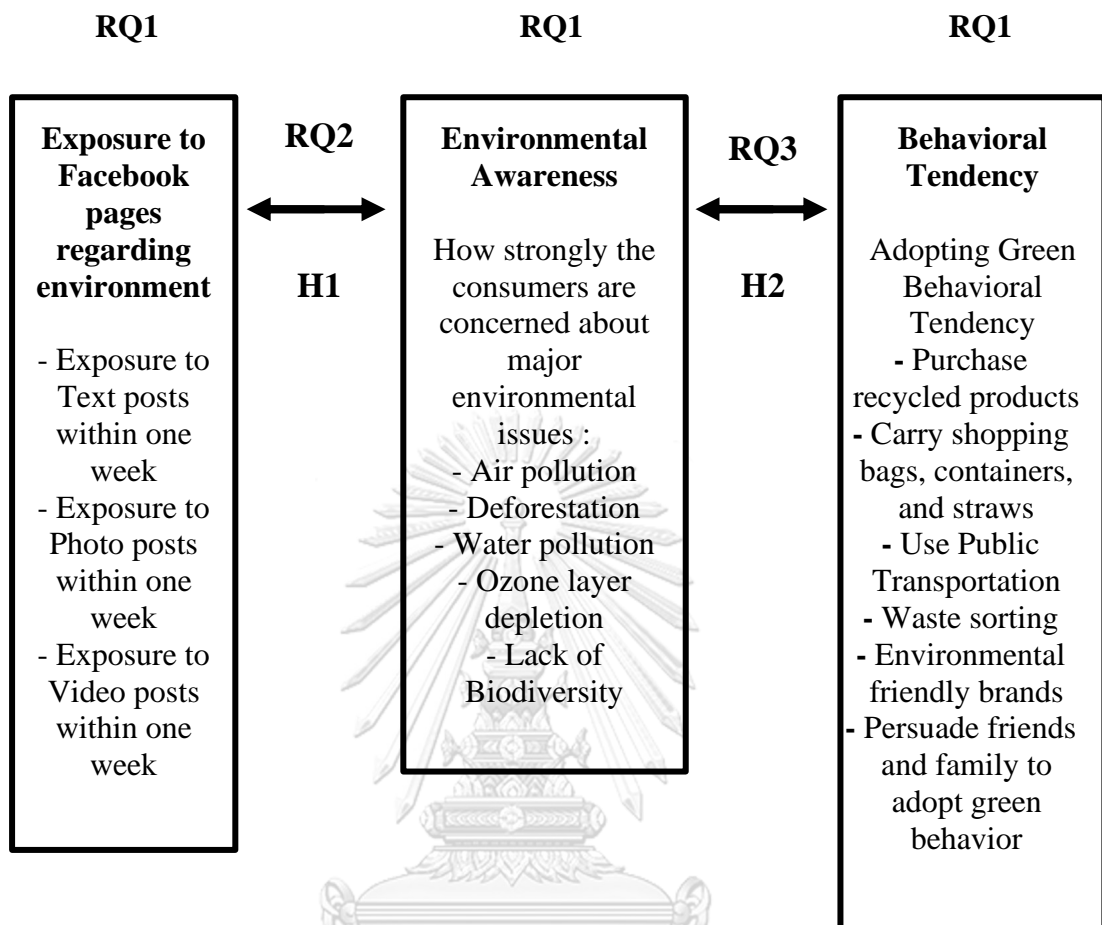 RQ1
RQ1
RQ1
Exposure to
Facebook
pages
regarding
environment
- Exposure to
Text posts
within one
week
- Exposure to
Photo posts
within one
week
- Exposure to
Video posts
within one
week
RQ2
H1
Environmental
Awareness
How strongly the
consumers are
concerned about
major
environmental
issues :
- Air pollution
- Deforestation
- Water pollution
- Ozone layer
depletion
- Lack of
Biodiversity
RQ3
H2
Behavioral
Tendency
Adopting Green
Behavioral
Tendency
- Purchase
recycled products
- Carry shopping
bags, containers,
and straws
- Use Public
Transportation
- Waste sorting
- Environmental
friendly brands
- Persuade friends
and family to
adopt green
behavior